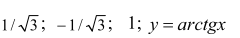 1/√3; −1/√3; 1; y = arctgx